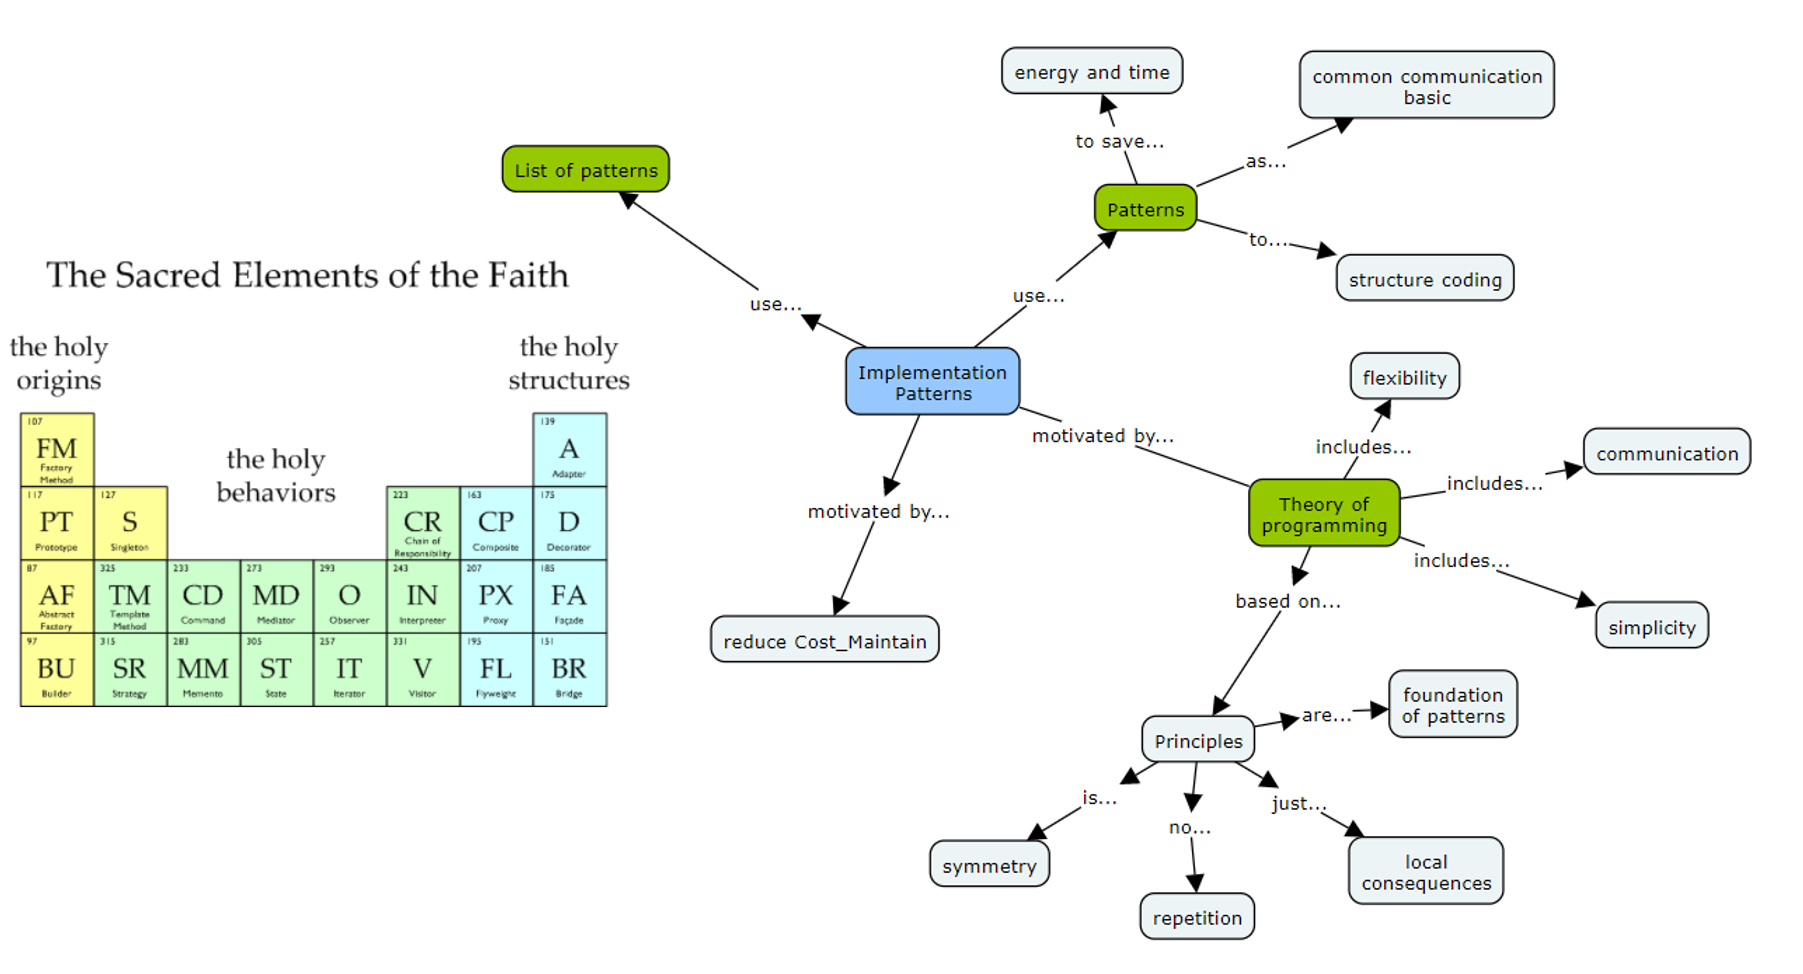 The Sacred Elements of the Faith
the holy
origins
the holy
behaviors
the holy
structures
107
FM
Factory
Method
139
A
Adapter
117
PT
Prototype
127
S
Singleton
223
CR
Chain of
Responsibility
163
CP
Composite
175
D
Decorator
87
AF
Abstract
Factory
325
TM
Template
Method
233
CD
Command
273
MD
Mediator
293
O
Observer
243
IN
Interpreter
207
PX
Proxy
185
FA
Façade
97
BU
Builder
315
SR
Strategy
283
MM
Memento
305
ST
State
257
IT
Iterator
331
V
Visitor
195
FL
Flyweight
151
BR
Bridge
List of patterns
use...
Implementation
Patterns
use...
Patterns
to save...
energy and time
as...
common communication
basic
to...
structure coding
motivated by...
reduce Cost_Maintain
motivated by...
Theory of
programming
includes...
flexibility
includes...
communication
includes...
simplicity
based on...
Principles
are...
foundation
of patterns
is...
symmetry
no...
repetition
just...
local
consequences